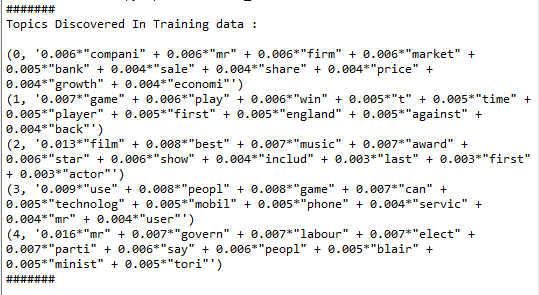 #######
Topics Discovered In Training data :
(0, '0.006*"compani" + 0.006*"mr" + 0.006*"firm" + 0.006*"market" +
0.005*"bank" + 0.004*"sale" + 0.004*"share" + 0.004*"price" +
0.004*"growth" + 0.004*"economi"')
(1, '0.007*"game" + 0.006*"play" + 0.006*"win" + 0.005*"t" + 0.005*"time" +
0.005*"player" + 0.005*"first" + 0.005*"england" + 0.005*"against" +
0.004*"back"')
(2, '0.013*"film" + 0.008*"best" + 0.007*"music" + 0.007*"award" +
0.006*"star" + 0.006*"show" + 0.004*"includ" + 0.003*"last" + 0.003*"first"
+ 0.003*"actor"')
(3, '0.009*"use" + 0.008*"peopl" + 0.008*"game" + 0.007*"can" +
0.005*"technolog" + 0.005*"mobil" + 0.005*"phone" + 0.004*"servic" +
0.004*"mr" + 0.004*"user"')
(4, '0.016*"mr" + 0.007*"govern" + 0.007*"labour" + 0.007*"elect" +
0.007*"parti" + 0.006*"say" + 0.006*"peopl" + 0.005*"blair" +
0.005*"minist" + 0.005*"tori"')
#######